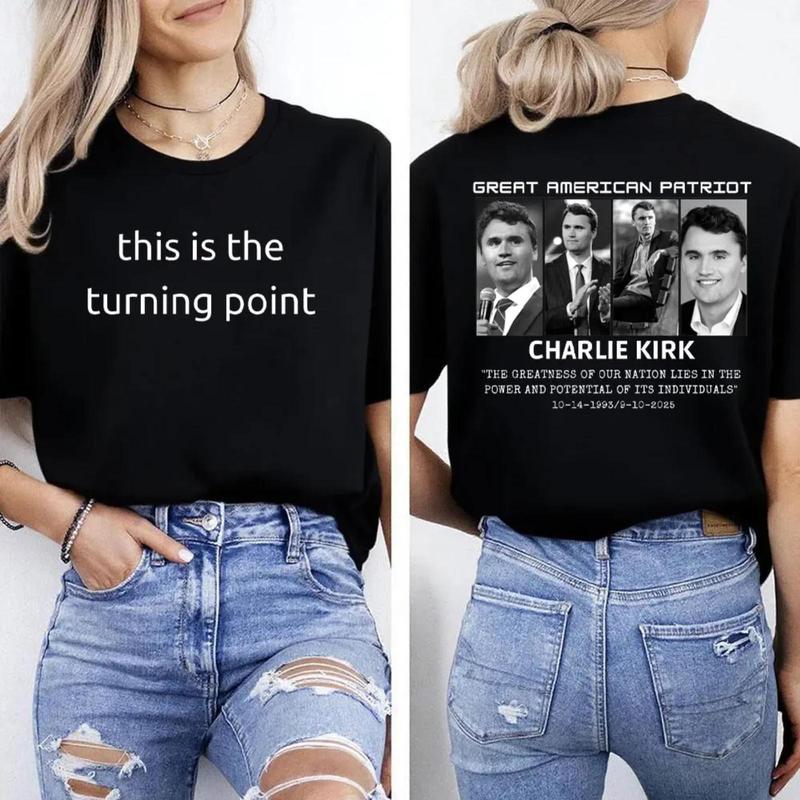 this is the
turning point
GREAT AMERICAN PATRIOT
CHARLIE KIRK
"THE GREATNESS OF OUR NATION LIES IN THE
POWER AND POTENTIAL OF ITS INDIVIDUALS"
10-14-1993/9-10-2025